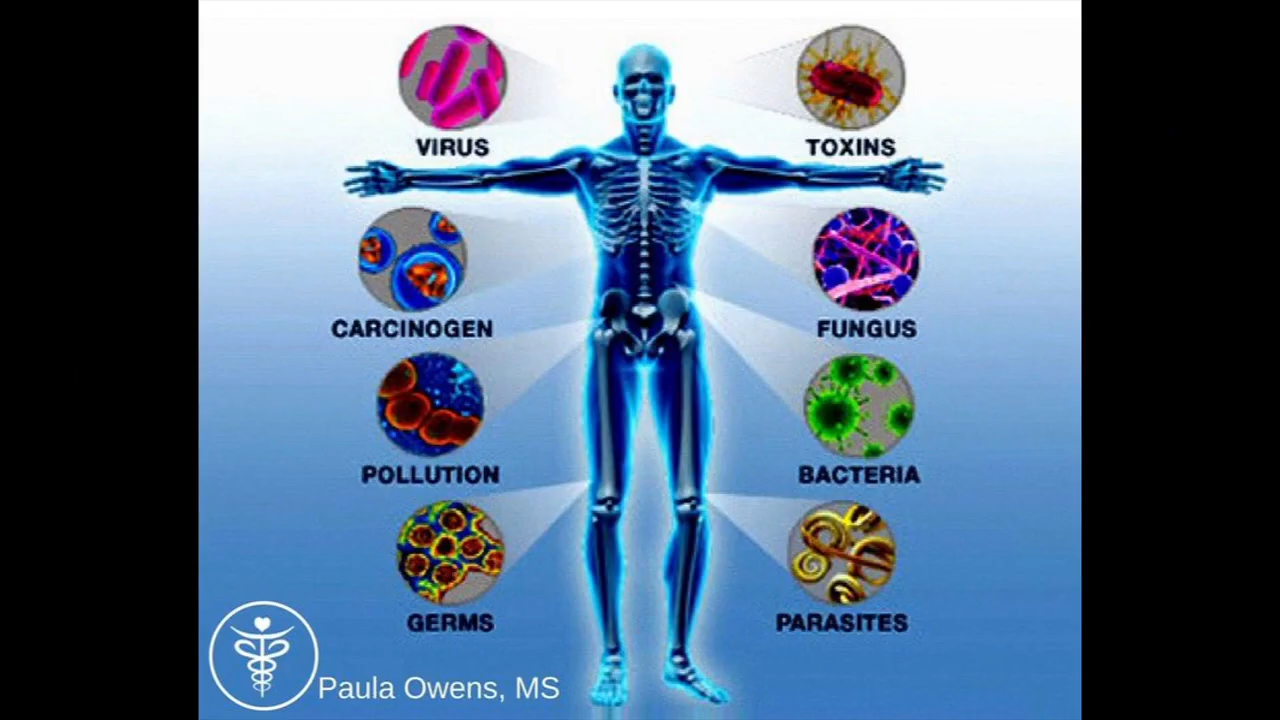 VIRUS
TOXINS
CARCINOGEN
FUNGUS
POLLUTION
BACTERIA
GERMS
PARASITES
Paula Owens, MS